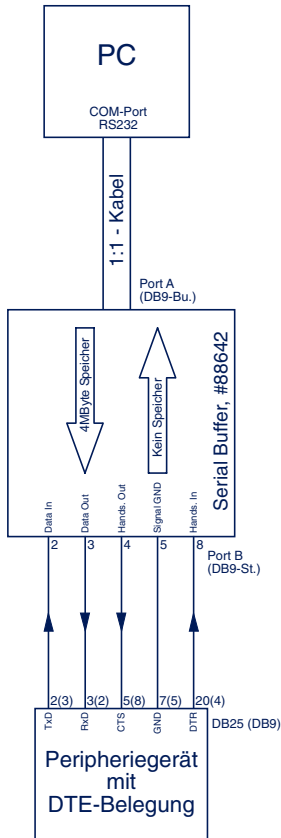 PC
COM-Port
RS232
1:1 - Kabel
Port A
(DB9-Bu.)
4MByte Speicher
Kein Speicher
Serial Buffer, #88642
Data In
Data Out
Hands. Out
Signal GND
Hands. In
2 3 4 5 8
Port B
(DB9-St.)
2(3) 3(2) 5(8) 7(5) 20(4)
TxD
RxD
CTS
GND
DTR
DB25 (DB9)
Peripheriegerät
mit
DTE-Belegung